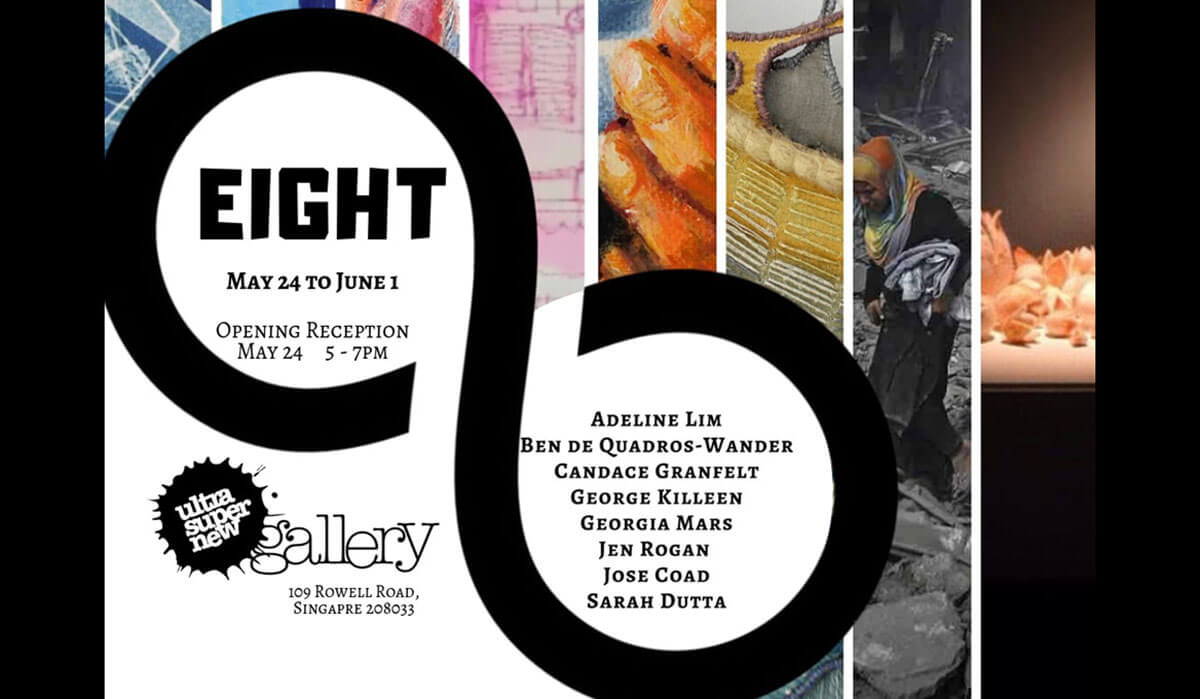 EIGHT
May 24 to June 1
Opening Reception
May 24 5 - 7pm
Adeline Lim
Ben de Quadros-Wander
Candace Granfelt
George Killeen
Georgia Mars
Jen Rogan
Jose Coad
Sarah Dutta
ultra
super
new
gallery
109 Rowell Road,
Singapre 208033